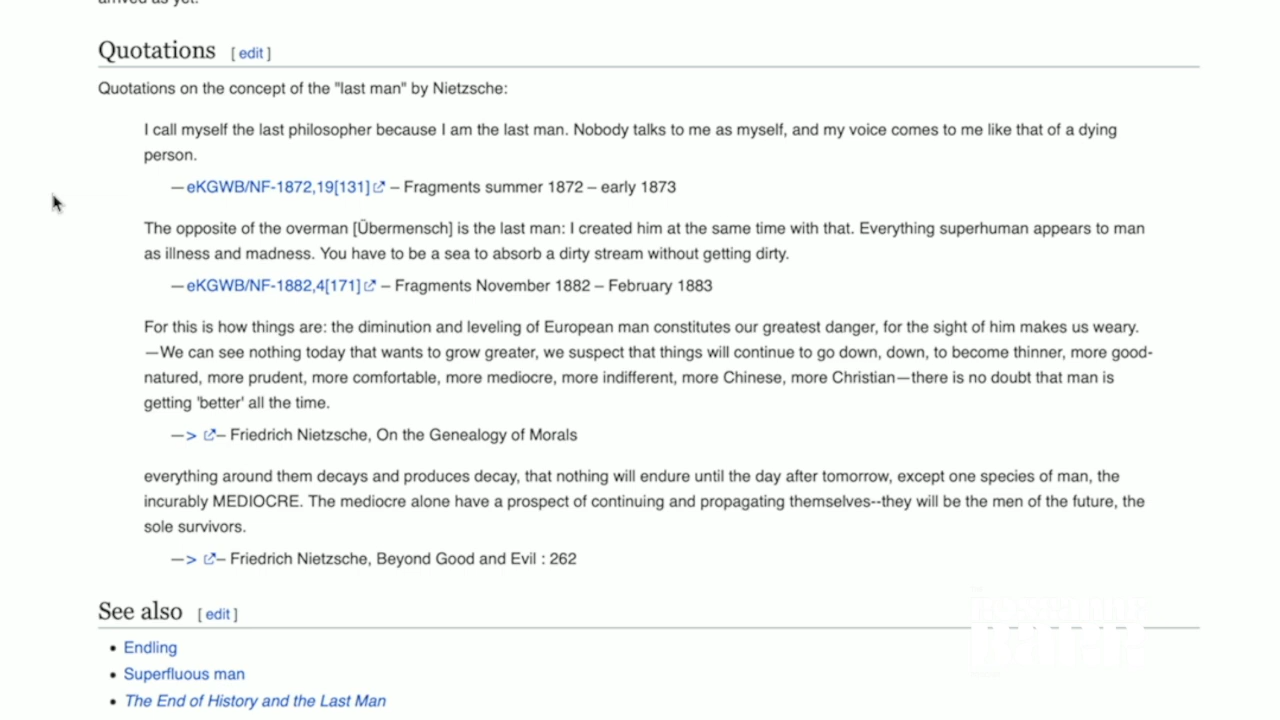 arrived as yet.
Quotations [ edit ]
Quotations on the concept of the "last man" by Nietzsche:
I call myself the last philosopher because I am the last man. Nobody talks to me as myself, and my voice comes to me like that of a dying
person.
— eKGWB/NF-1872,19[131] – Fragments summer 1872 – early 1873
The opposite of the overman [Übermensch] is the last man: I created him at the same time with that. Everything superhuman appears to man
as illness and madness. You have to be a sea to absorb a dirty stream without getting dirty.
— eKGWB/NF-1882,4[171] – Fragments November 1882 – February 1883
For this is how things are: the diminution and leveling of European man constitutes our greatest danger, for the sight of him makes us weary.
—We can see nothing today that wants to grow greater, we suspect that things will continue to go down, down, to become thinner, more good-
natured, more prudent, more comfortable, more mediocre, more indifferent, more Chinese, more Christian—there is no doubt that man is
getting 'better' all the time.
—> – Friedrich Nietzsche, On the Genealogy of Morals
everything around them decays and produces decay, that nothing will endure until the day after tomorrow, except one species of man, the
incurably MEDIOCRE. The mediocre alone have a prospect of continuing and propagating themselves--they will be the men of the future, the
sole survivors.
—> – Friedrich Nietzsche, Beyond Good and Evil : 262
See also [ edit ]
• Endling
• Superfluous man
• The End of History and the Last Man